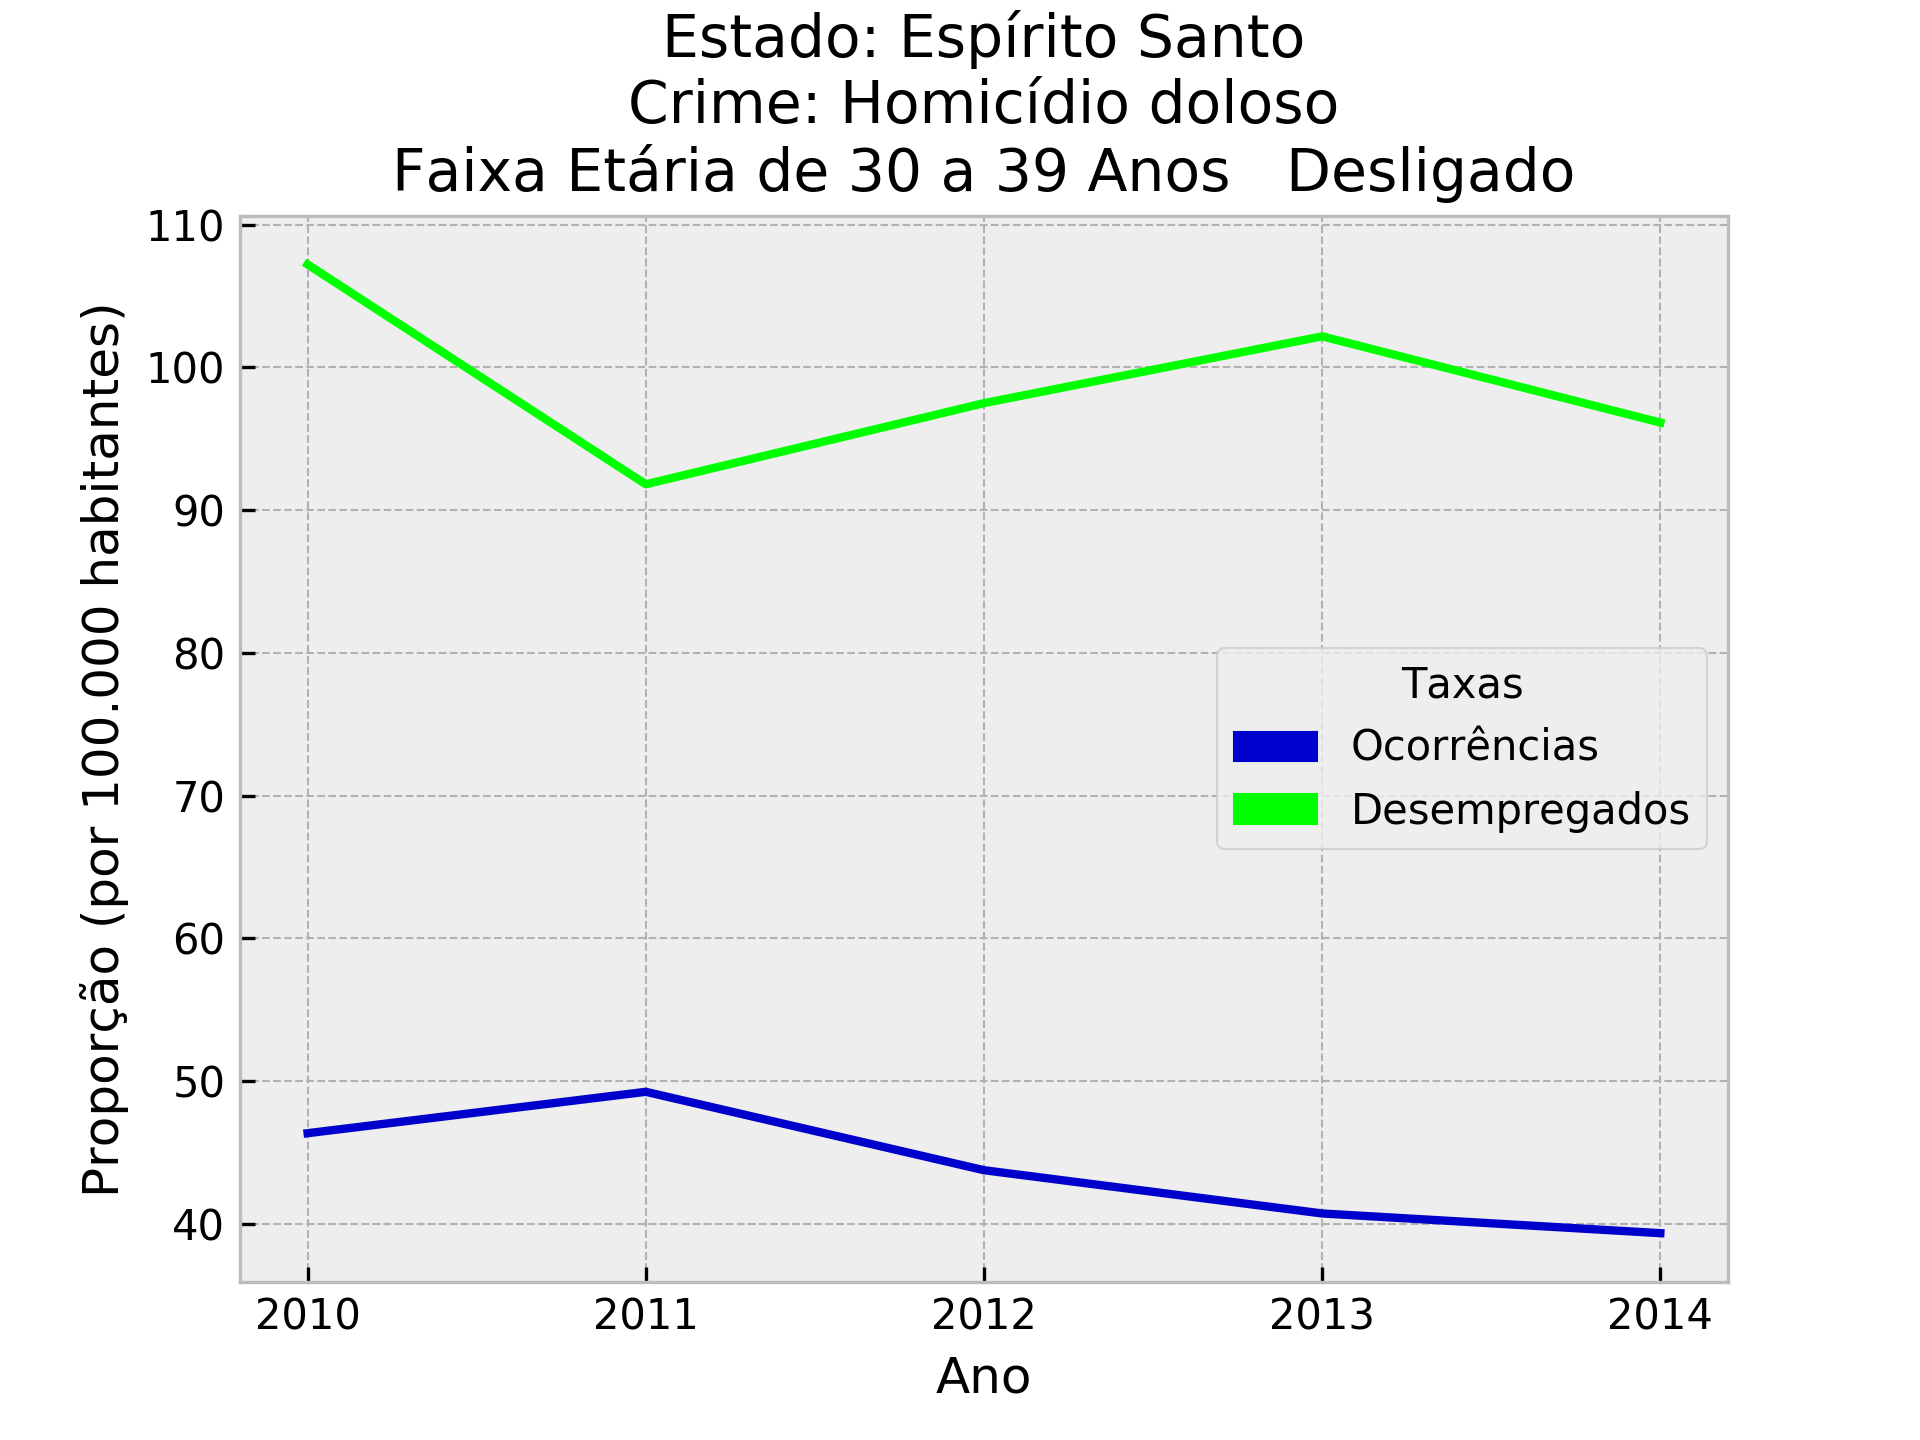 Estado: Espírito Santo
Crime: Homicídio doloso
Faixa Etária de 30 a 39 Anos   Desligado
Proporção (por 100.000 habitantes)
110
100
90
80
70
60
50
40
Taxas
Ocorrências
Desempregados
2010 2011 2012 2013 2014
Ano